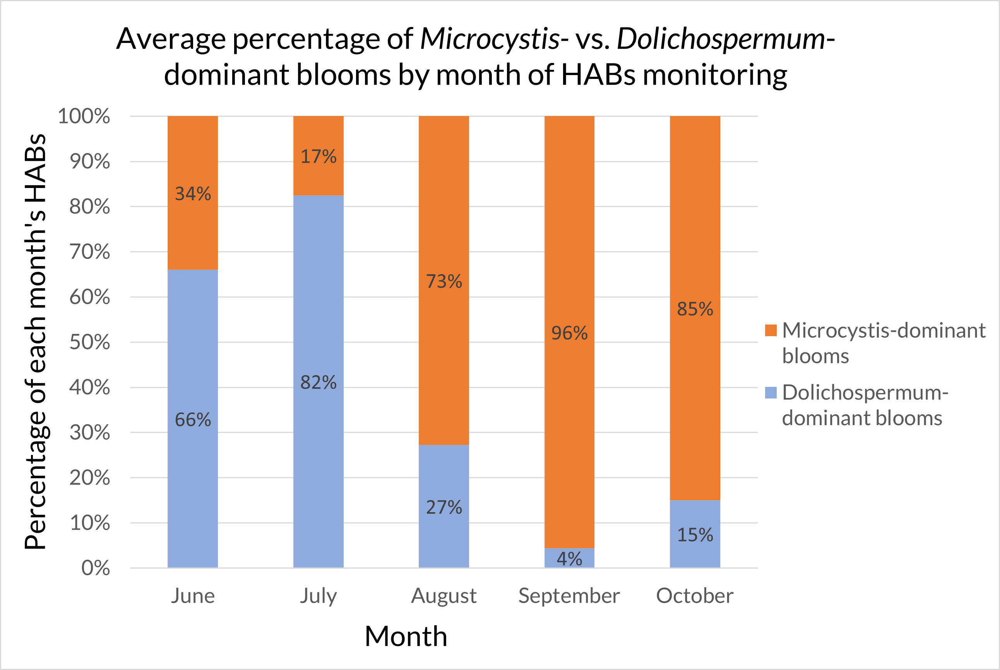 Average percentage of Microcystis- vs. Dolichospermum-
dominant blooms by month of HABs monitoring
Percentage of each month's HABs
100%
90%
80%
70%
60%
50%
40%
30%
20%
10%
0%
34%
66%
17%
82%
73%
27%
96%
4%
85%
15%
June
July
August
September
October
Month
Microcystis-dominant
blooms
Dolichospermum-
dominant blooms